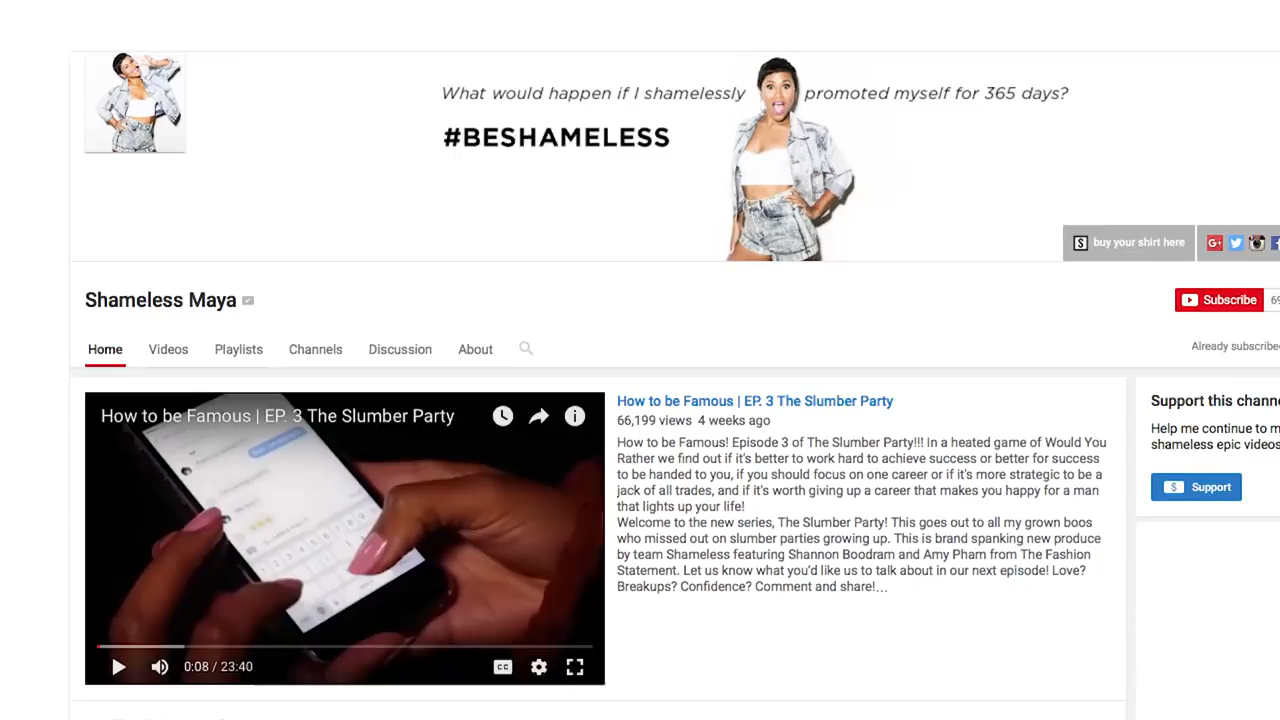 What would happen if I shamelessly promoted myself for 365 days?
#BESHAMELESS
buy your shirt here
Shameless Maya
Subscribe
Home Videos Playlists Channels Discussion About
Already subscribe
How to be Famous | EP. 3 The Slumber Party
0:08 / 23:40
CC
How to be Famous | EP. 3 The Slumber Party
66,199 views 4 weeks ago
How to be Famous! Episode 3 of The Slumber Party!!! In a heated game of Would You
Rather we find out if it's better to work hard to achieve success or better for success
to be handed to you, if you should focus on one career or if it's more strategic to be a
jack of all trades, and if it's worth giving up a career that makes you happy for a man
that lights up your life!
Welcome to the new series, The Slumber Party! This goes out to all my grown boos
who missed out on slumber parties growing up. This is brand spanking new produce
by team Shameless featuring Shannon Boodram and Amy Pham from The Fashion
Statement. Let us know what you'd like us to talk about in our next episode! Love?
Breakups? Confidence? Comment and share!...
Support this channe
Help me continue to m
shameless epic videos
Support